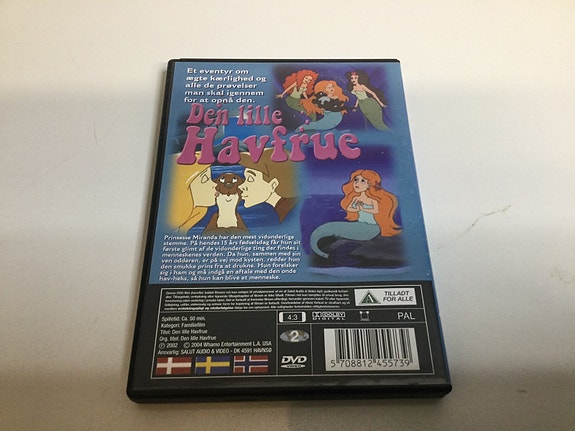 Et eventyr om
ægte kærlighed og
alle de prøvelser
man skal igennem
for at opnå den.
Den lille
Havfrue
Prinsesse Miranda har den mest vidunderlige
stemme. På hendes 15 års fødselsdag får hun sit
første glimt af de vidunderlige ting der findes i
menneskenes verden. Da hun, sammen med sin
ven odderen, er på vej mod kysten, redder hun
den smukke prins fra at drukne. Hun forelsker
sig i ham og må indgå en aftale med den onde
hav-heks, så hun kan blive et menneske.
TILLADT
FOR ALLE
Spilletid: Ca. 50 min.
Kategori: Familiefilm
Titel: Den lille Havfrue
Org. titel: Den lille Havfrue
℗ 2002 © 2004 Whamo Entertainment L.A. USA
Ansvarlig: SALUT AUDIO & VIDEO - DK 4591 HAVNSØ
4:3
DOLBY
DIGITAL
PAL
2
DVD
VIDEO
5 708812 455739